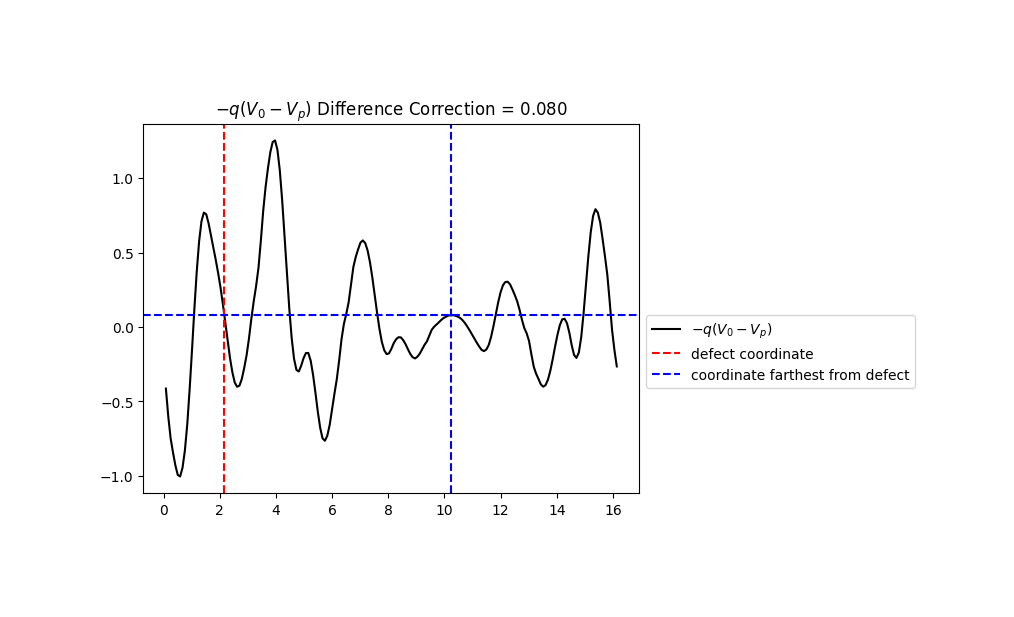 −q(V₀ − Vₚ) Difference Correction = 0.080
1.0
0.5
0.0
−0.5
−1.0
0 2 4 6 8 10 12 14 16
−q(V₀ − Vₚ)
defect coordinate
coordinate farthest from defect